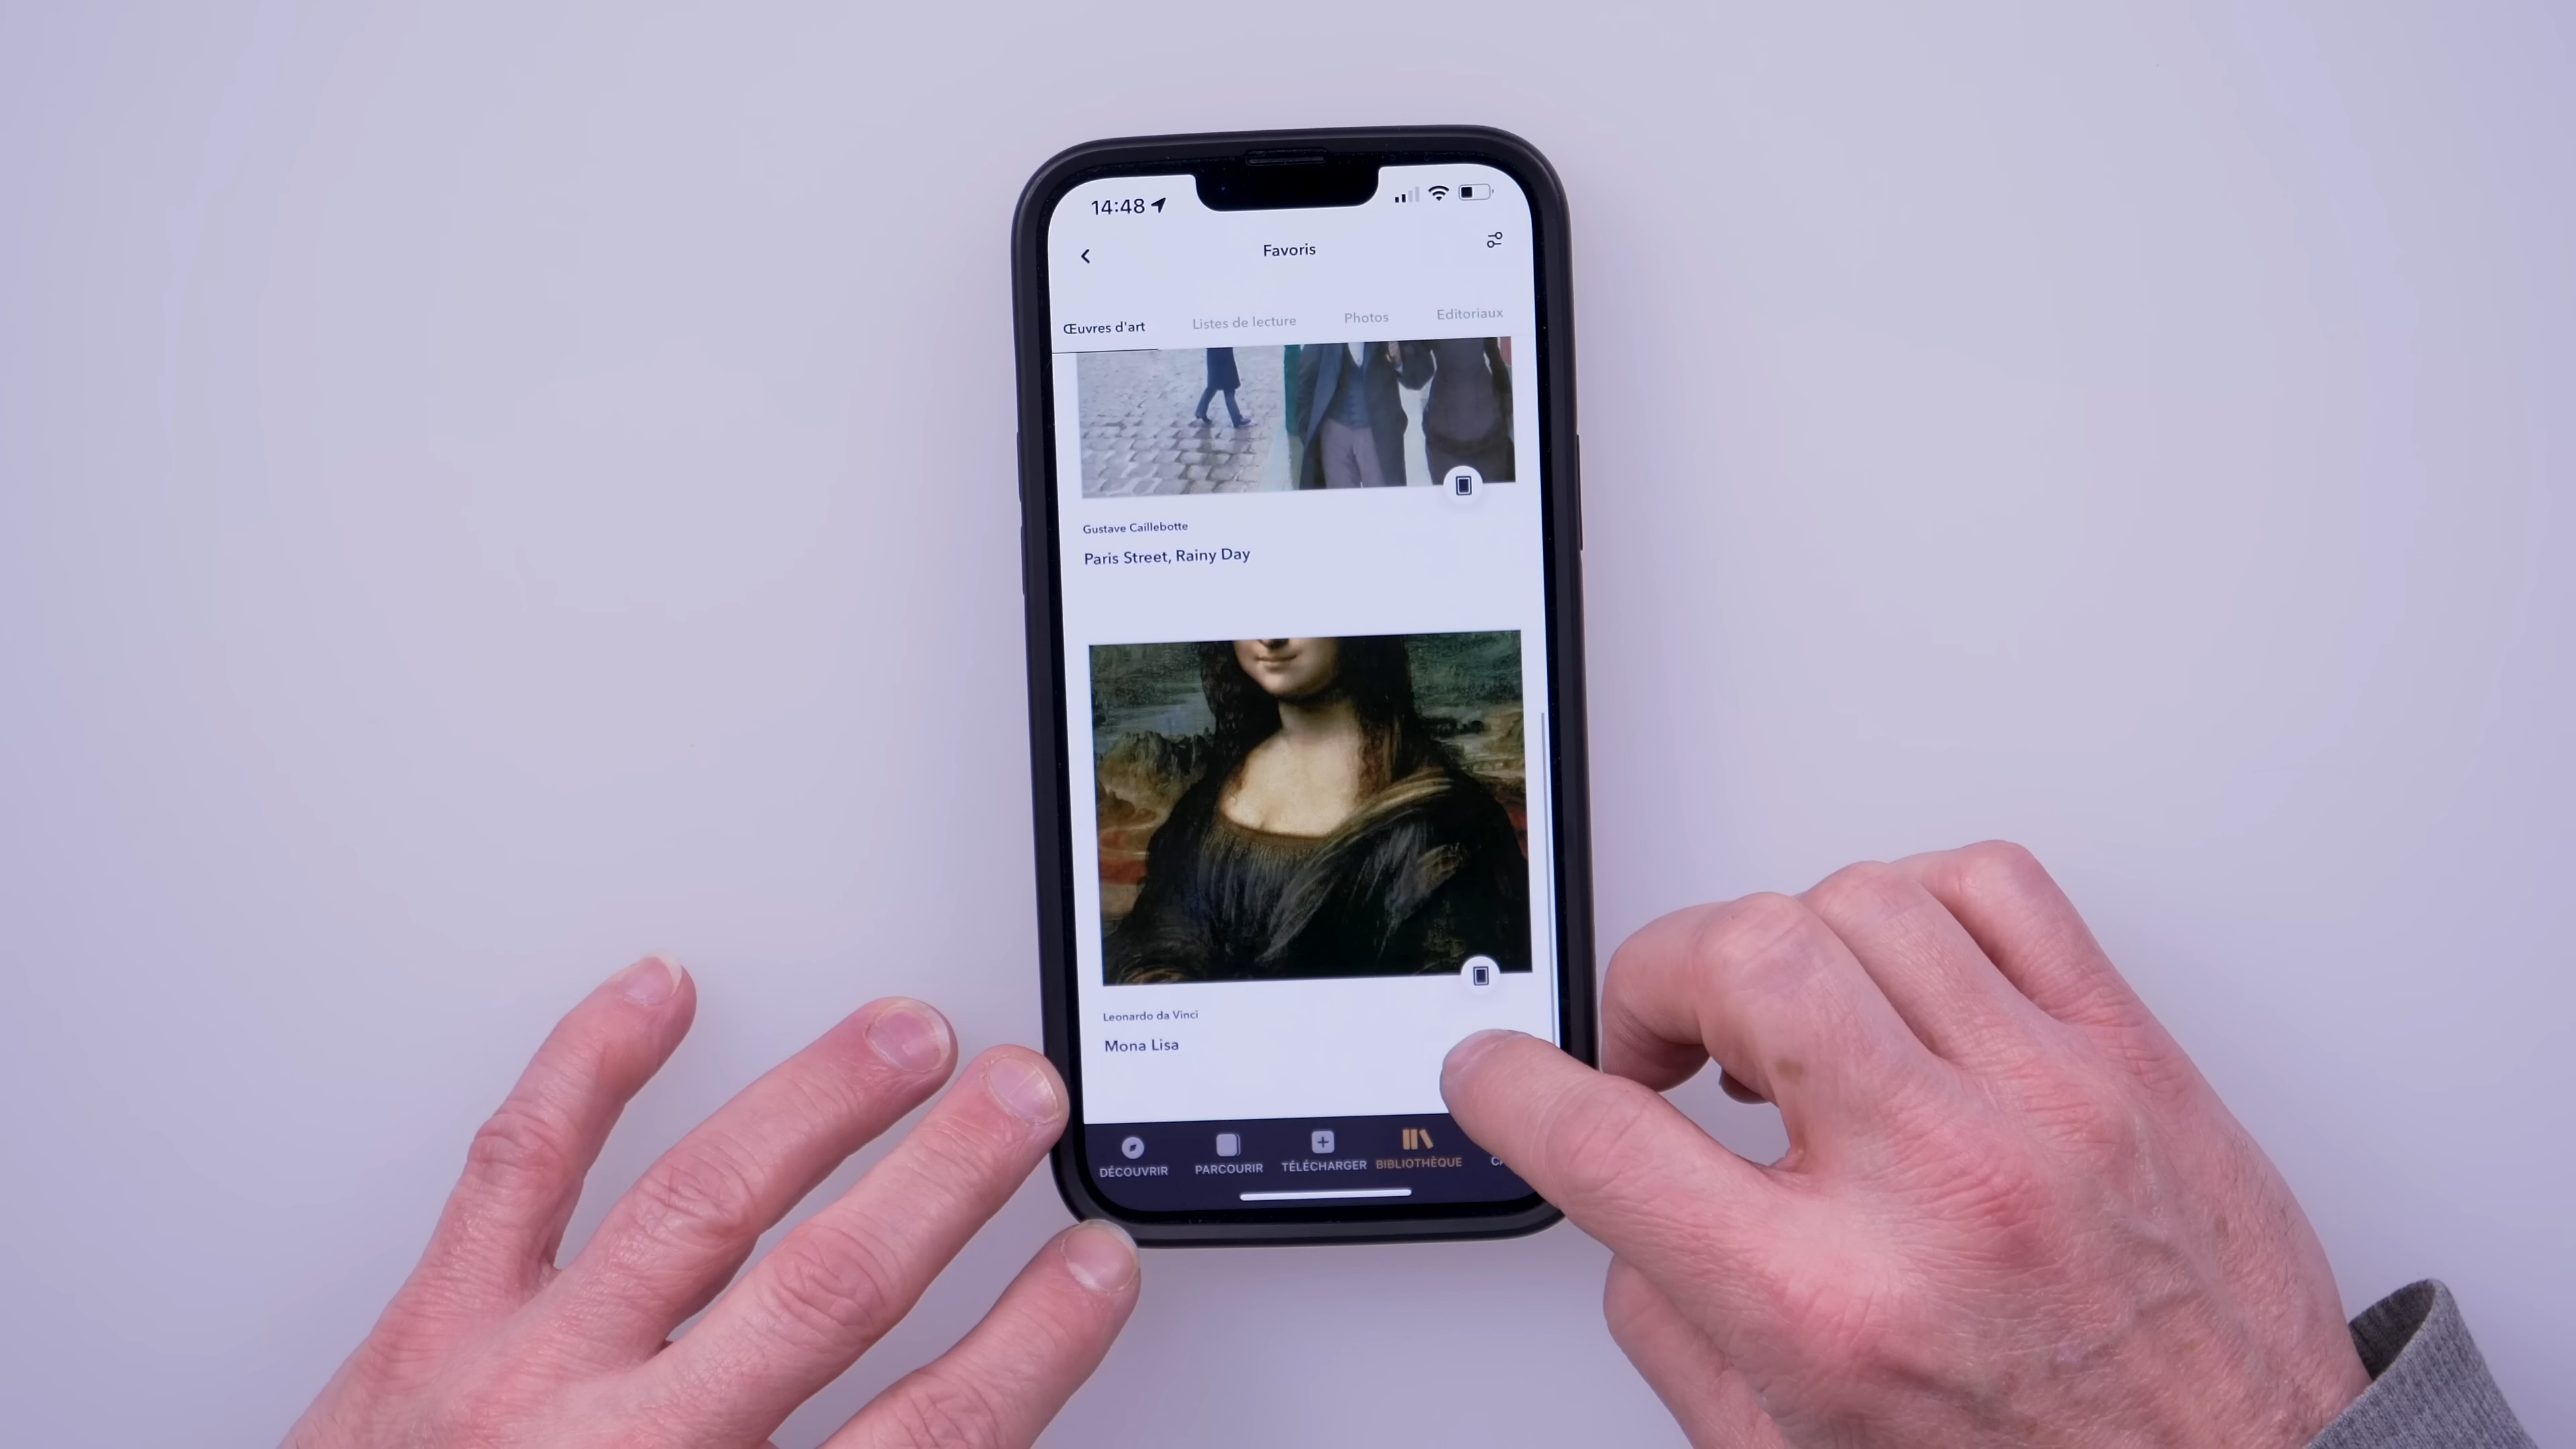 14:48
Favoris
Œuvres d'art Listes de lecture Photos Editoriaux
Gustave Caillebotte
Paris Street, Rainy Day
Leonardo da Vinci
Mona Lisa
DÉCOUVRIR PARCOURIR TÉLÉCHARGER BIBLIOTHÈQUE